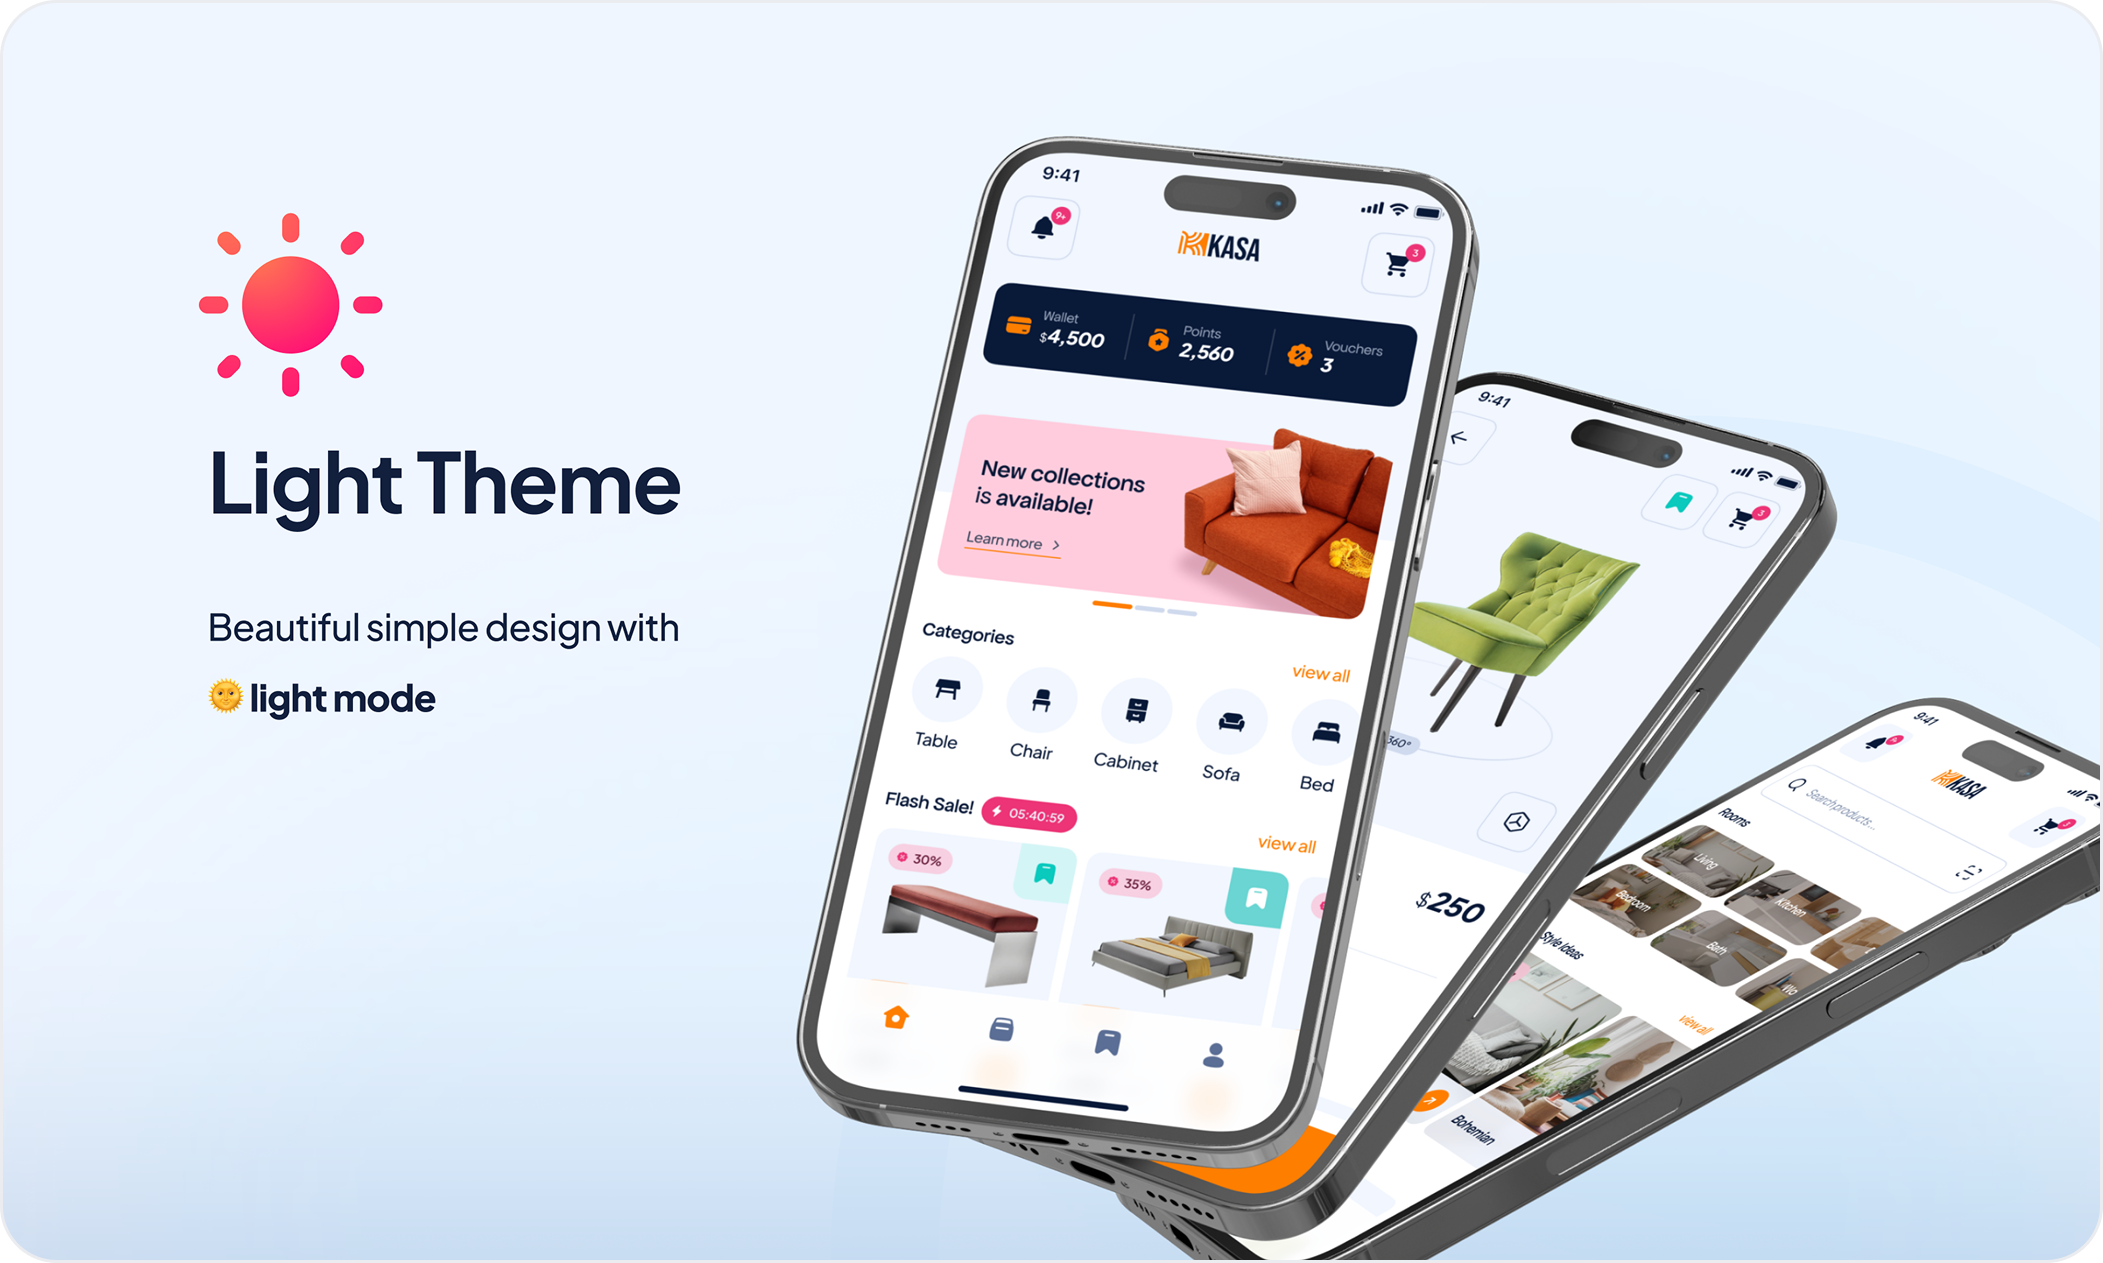 Light Theme
Beautiful simple design with
light mode
9:41
9+
KASA
3
Wallet
$4,500
Points
2,560
Vouchers
3
New collections
is available!
Learn more
Categories
view all
Table
Chair
Cabinet
Sofa
Bed
Flash Sale!
05:40:59
view all
30%
35%
9:41
3
360°
$250
9:41
KASA
3
Search products...
Rooms
Living
Kitchen
Bedroom
Bath
Style Ideas
view all
Bohemian